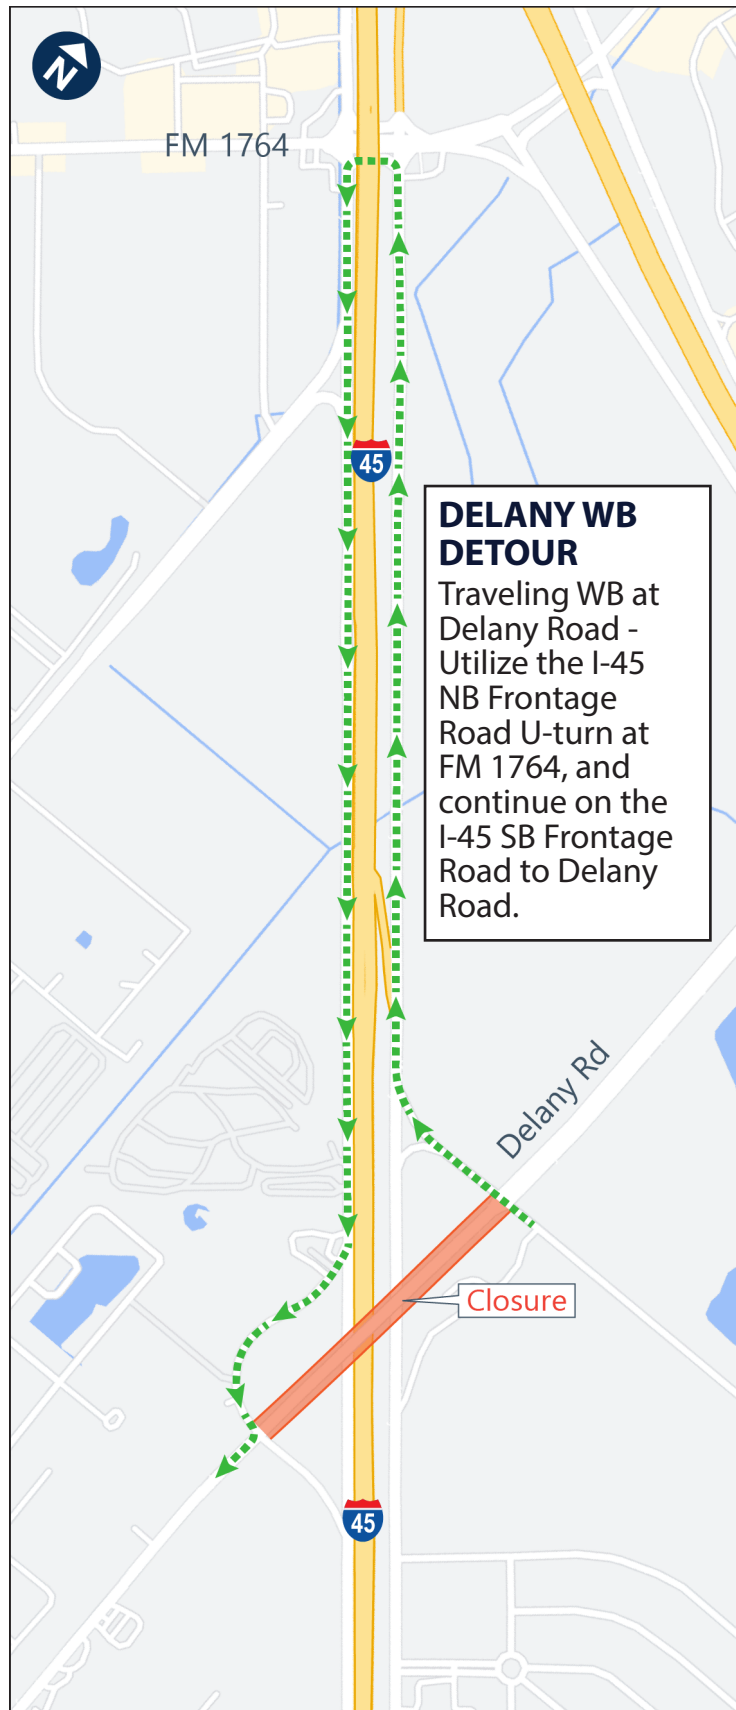 N
FM 1764
45
DELANY WB
DETOUR
Traveling WB at
Delany Road -
Utilize the I-45
NB Frontage
Road U-turn at
FM 1764, and
continue on the
I-45 SB Frontage
Road to Delany
Road.
Delany Rd
Closure
45